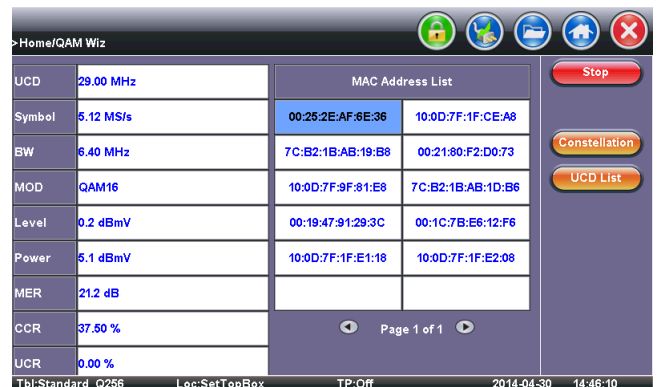 >Home/QAM Wiz
UCD 29.00 MHz
Symbol 5.12 MS/s
BW 6.40 MHz
MOD QAM16
Level 0.2 dBmV
Power 5.1 dBmV
MER 21.2 dB
CCR 37.50 %
UCR 0.00 %
MAC Address List
00:25:2E:AF:6E:36 10:0D:7F:1F:CE:A8
7C:B2:1B:AB:19:B8 00:21:80:F2:D0:73
10:0D:7F:9F:81:E8 7C:B2:1B:AB:1D:B6
00:19:47:91:29:3C 00:1C:7B:E6:12:F6
10:0D:7F:1F:E1:18 10:0D:7F:1F:E2:08
Page 1 of 1
Stop
Constellation
UCD List
Tbl:Standard_Q256 Loc:SetTopBox TP:Off 2014-04-30 14:46:10